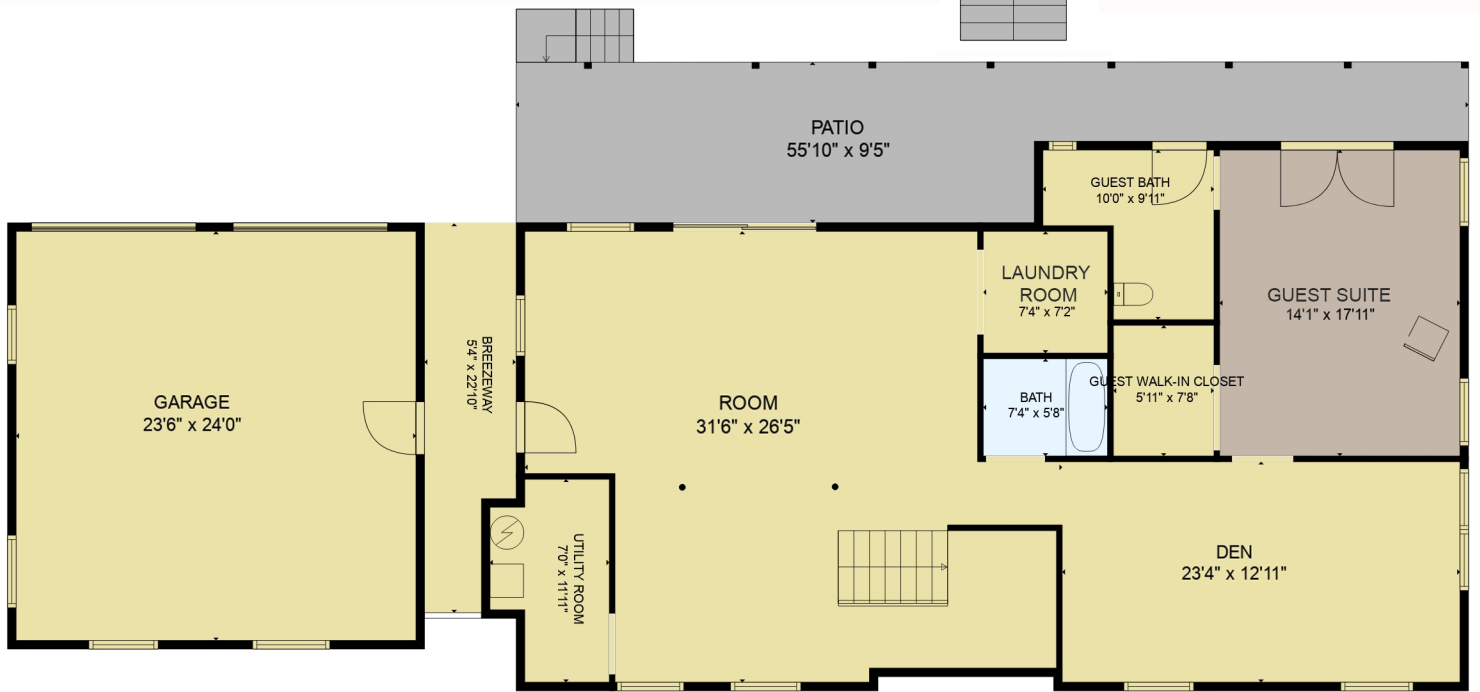 PATIO
55'10" x 9'5"
GUEST BATH
10'0" x 9'11"
LAUNDRY
ROOM
7'4" x 7'2"
GUEST SUITE
14'1" x 17'11"
GARAGE
23'6" x 24'0"
BREEZEWAY
5'4" x 22'10"
ROOM
31'6" x 26'5"
BATH
7'4" x 5'8"
GUEST WALK-IN CLOSET
5'11" x 7'8"
UTILITY ROOM
7'0" x 11'11"
DEN
23'4" x 12'11"